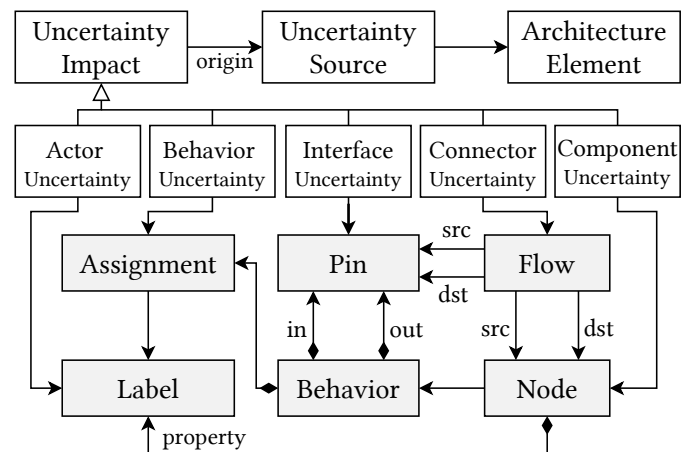 Uncertainty
Impact
origin
Uncertainty
Source
Architecture
Element
Actor
Uncertainty
Behavior
Uncertainty
Interface
Uncertainty
Connector
Uncertainty
Component
Uncertainty
Assignment
Pin
src
dst
Flow
in
out
src
dst
Label
Behavior
Node
property